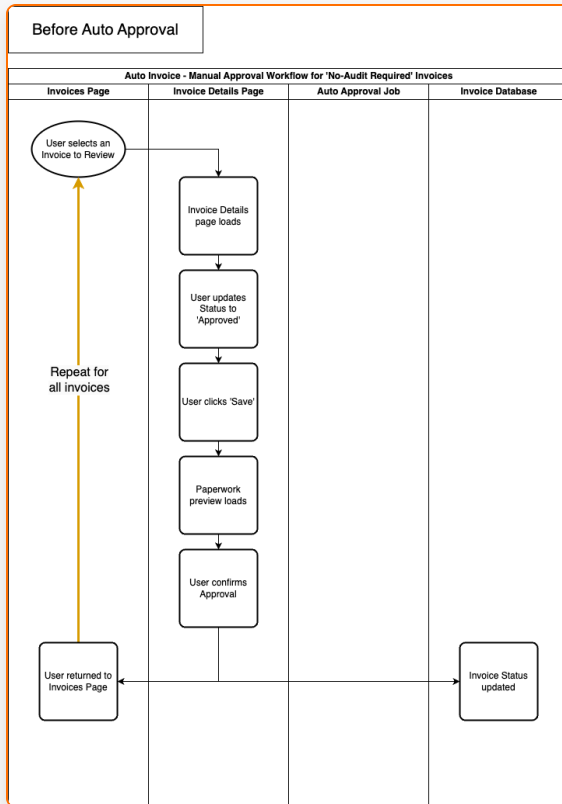 Before Auto Approval
Auto Invoice - Manual Approval Workflow for 'No-Audit Required' Invoices
Invoices Page
Invoice Details Page
Auto Approval Job
Invoice Database
User selects an
Invoice to Review
Invoice Details
page loads
User updates
Status to
'Approved'
User clicks 'Save'
Paperwork
preview loads
User confirms
Approval
Repeat for
all invoices
User returned to
Invoices Page
Invoice Status
updated